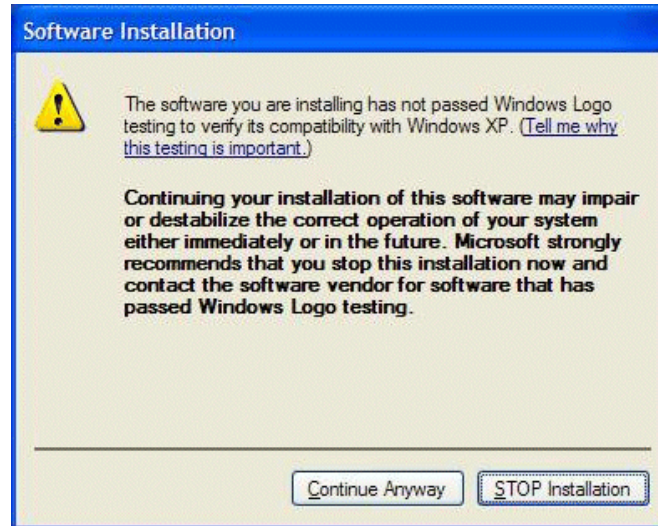 Software Installation
The software you are installing has not passed Windows Logo
testing to verify its compatibility with Windows XP. (Tell me why
this testing is important.)
Continuing your installation of this software may impair
or destabilize the correct operation of your system
either immediately or in the future. Microsoft strongly
recommends that you stop this installation now and
contact the software vendor for software that has
passed Windows Logo testing.
Continue Anyway
STOP Installation